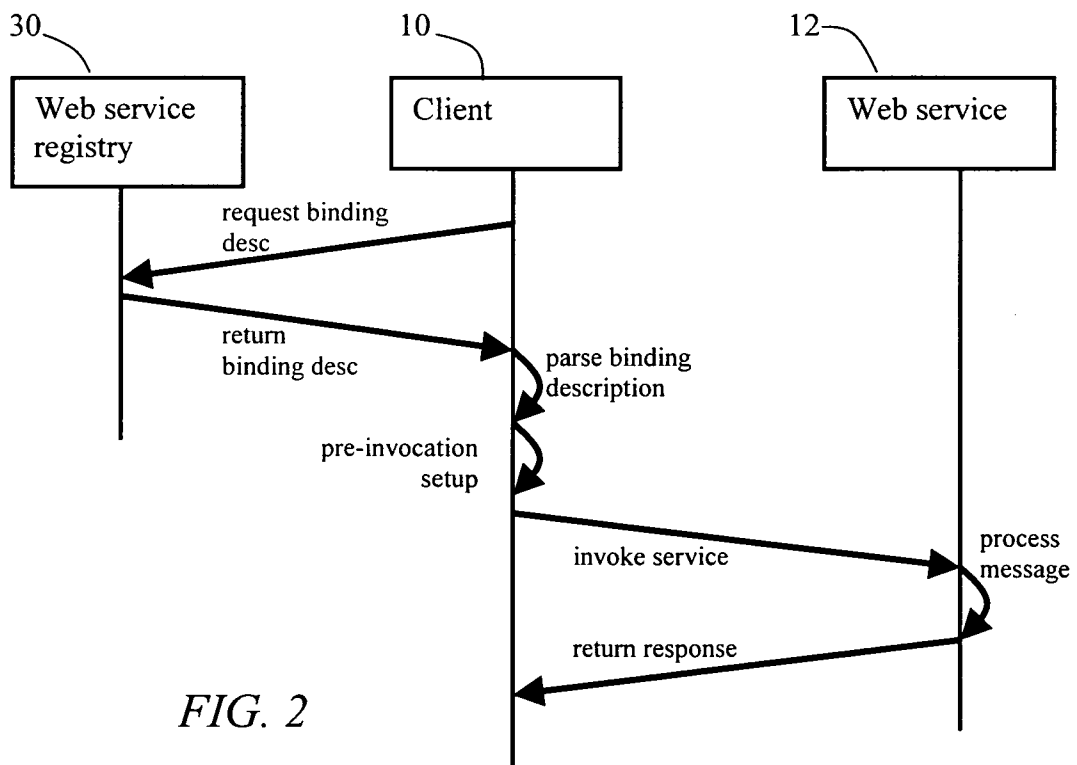 30
10
12
Web service
registry
Client
Web service
request binding
desc
return
binding desc
parse binding
description
pre-invocation
setup
invoke service
process
message
return response
FIG. 2